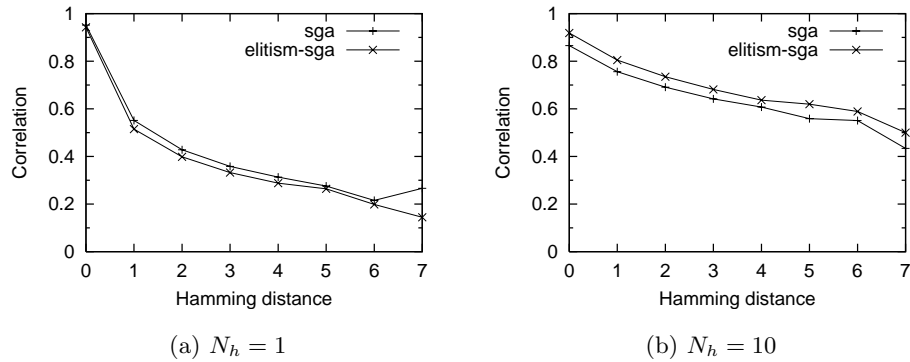 1
0.8
0.6
0.4
0.2
0
Correlation
sga
elitism-sga
0 1 2 3 4 5 6 7
Hamming distance
(a) N_h = 1
1
0.8
0.6
0.4
0.2
0
Correlation
sga
elitism-sga
0 1 2 3 4 5 6 7
Hamming distance
(b) N_h = 10